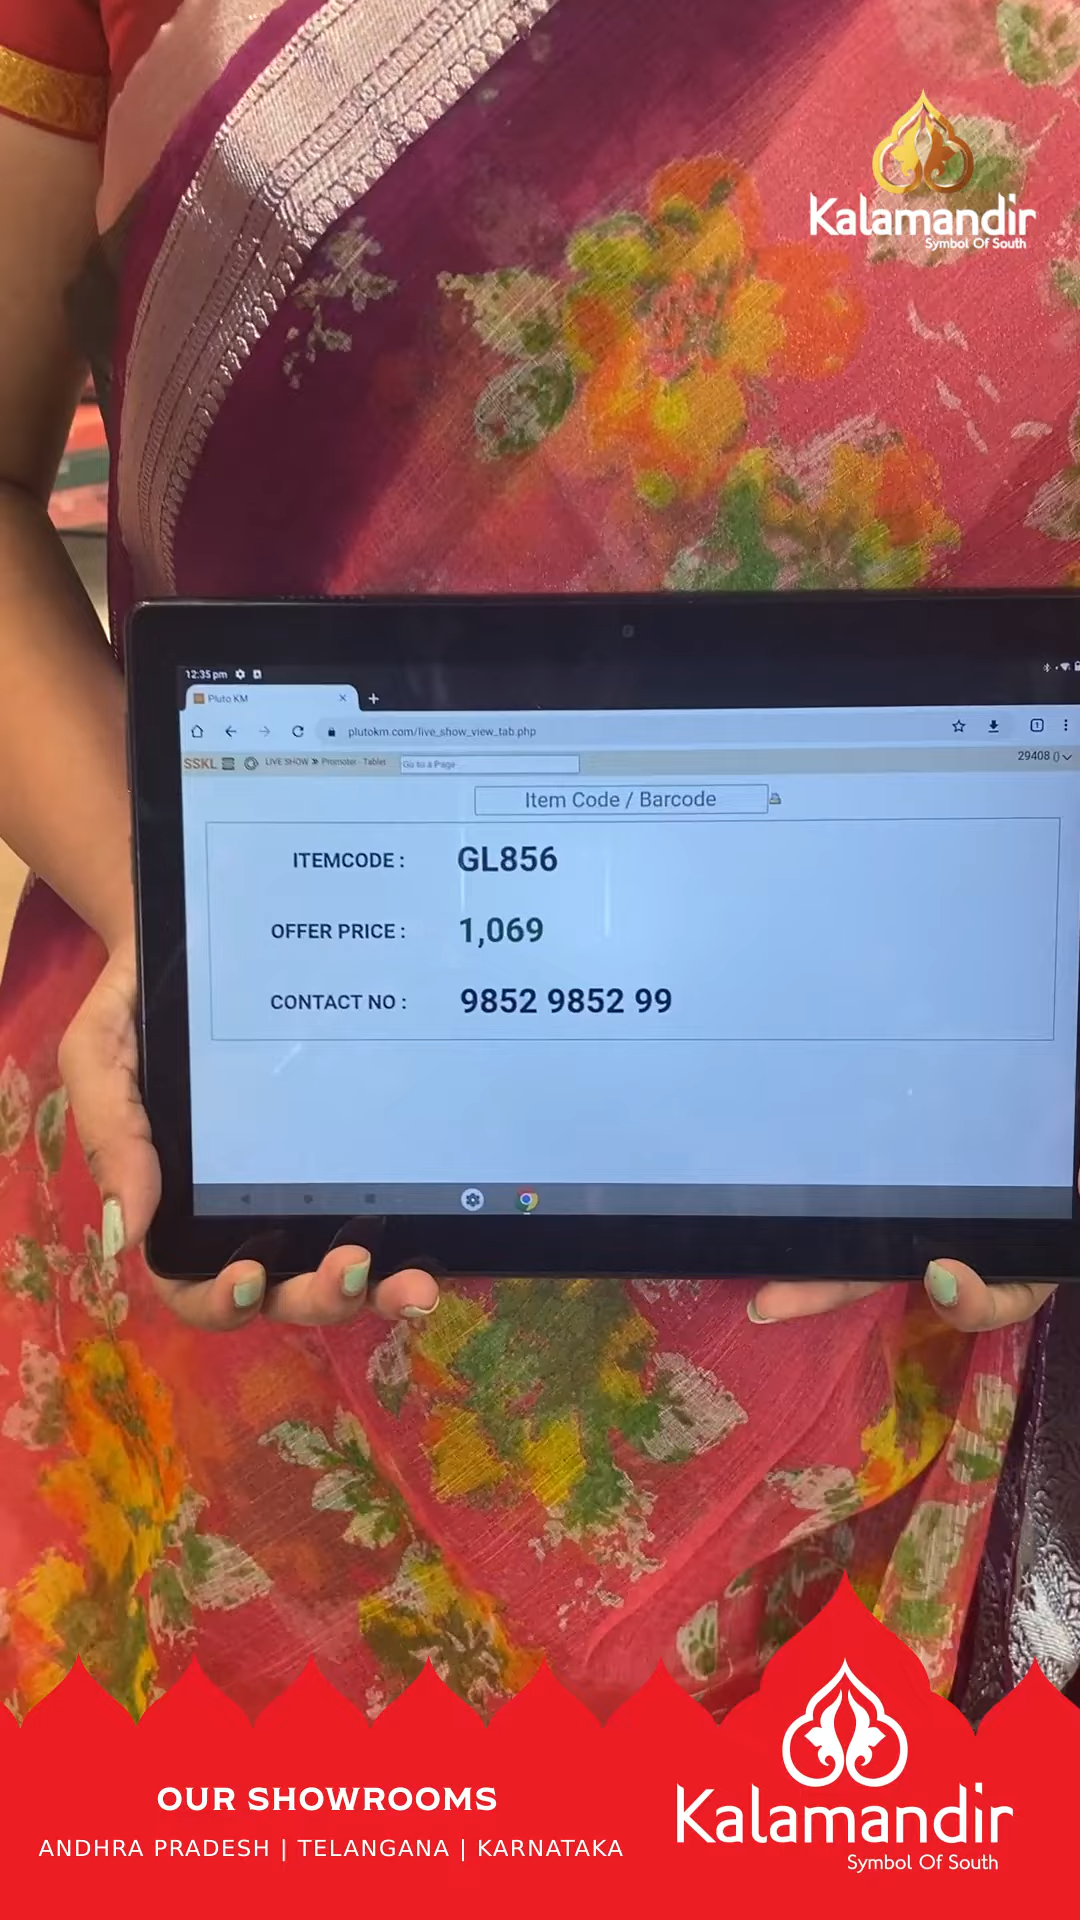 Kalamandir
Symbol Of South
12:35 pm
Pluto KM
plutokm.com/live_show_view_tab.php
SSKL LIVE SHOW » Promoter - Tablet Go to a Page 29408 ()
Item Code / Barcode
ITEMCODE : GL856
OFFER PRICE : 1,069
CONTACT NO : 9852 9852 99
OUR SHOWROOMS
ANDHRA PRADESH | TELANGANA | KARNATAKA
Kalamandir
Symbol Of South